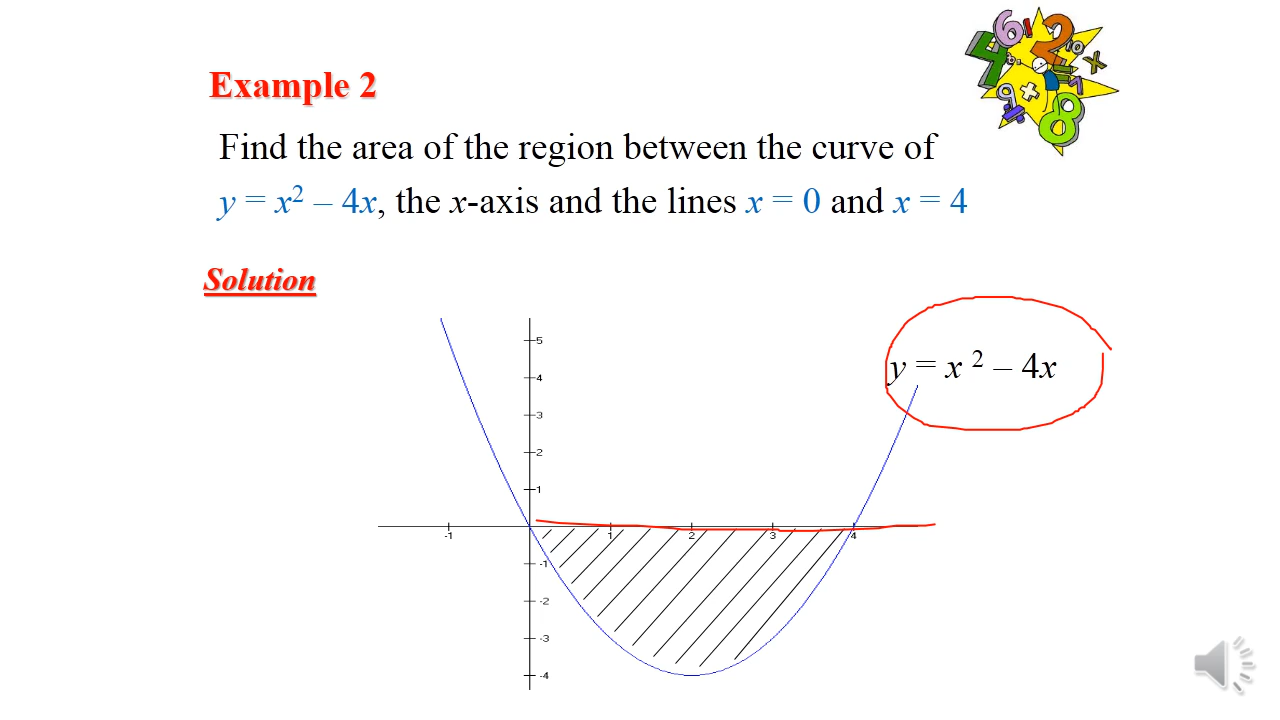 Example 2
Find the area of the region between the curve of
y = x² – 4x, the x-axis and the lines x = 0 and x = 4
Solution
y = x ² – 4x
5
4
3
2
1
-1 1 2 3 4
-1
-2
-3
-4